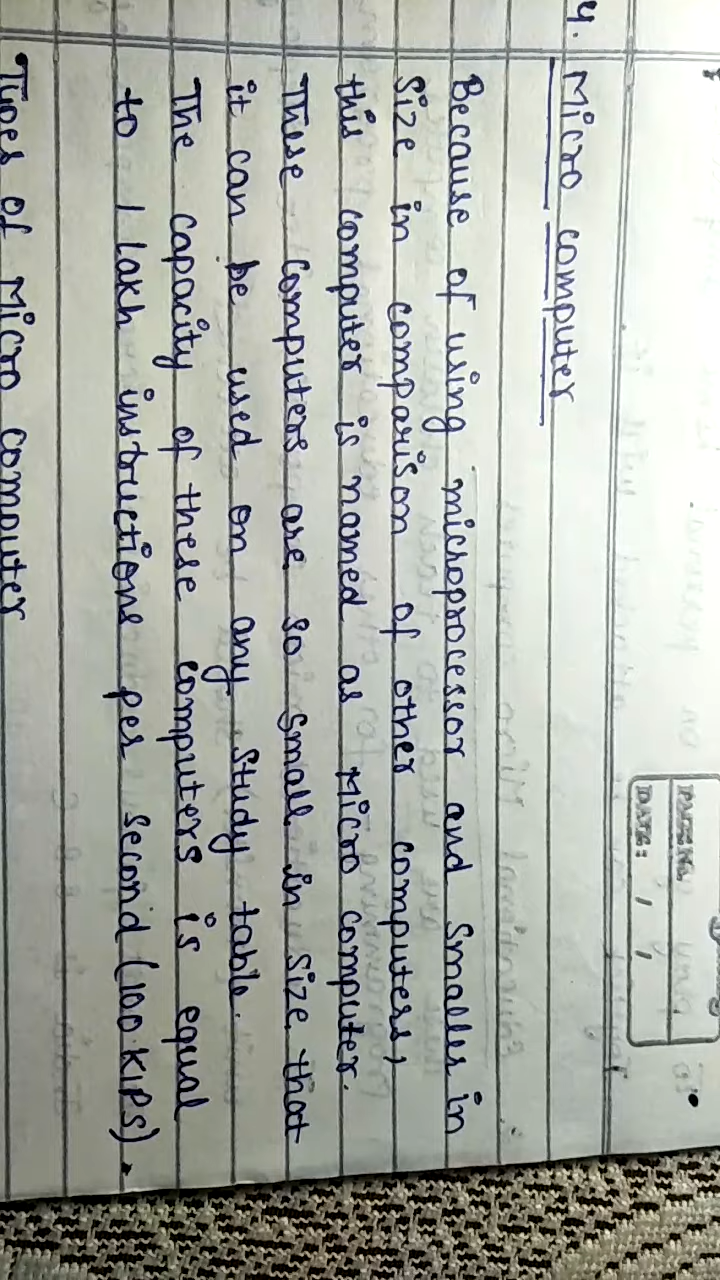 PAGE NO.
DATE: / /
4. Micro computer
Because of using microprocessor and smaller in
size in comparison of other computers,
this computer is named as Micro computer.
These computers are so small in size that
it can be used on any study table.
The capacity of these computers is equal
to 1 lakh instructions per second (100 KIPS).
Types of Micro computer